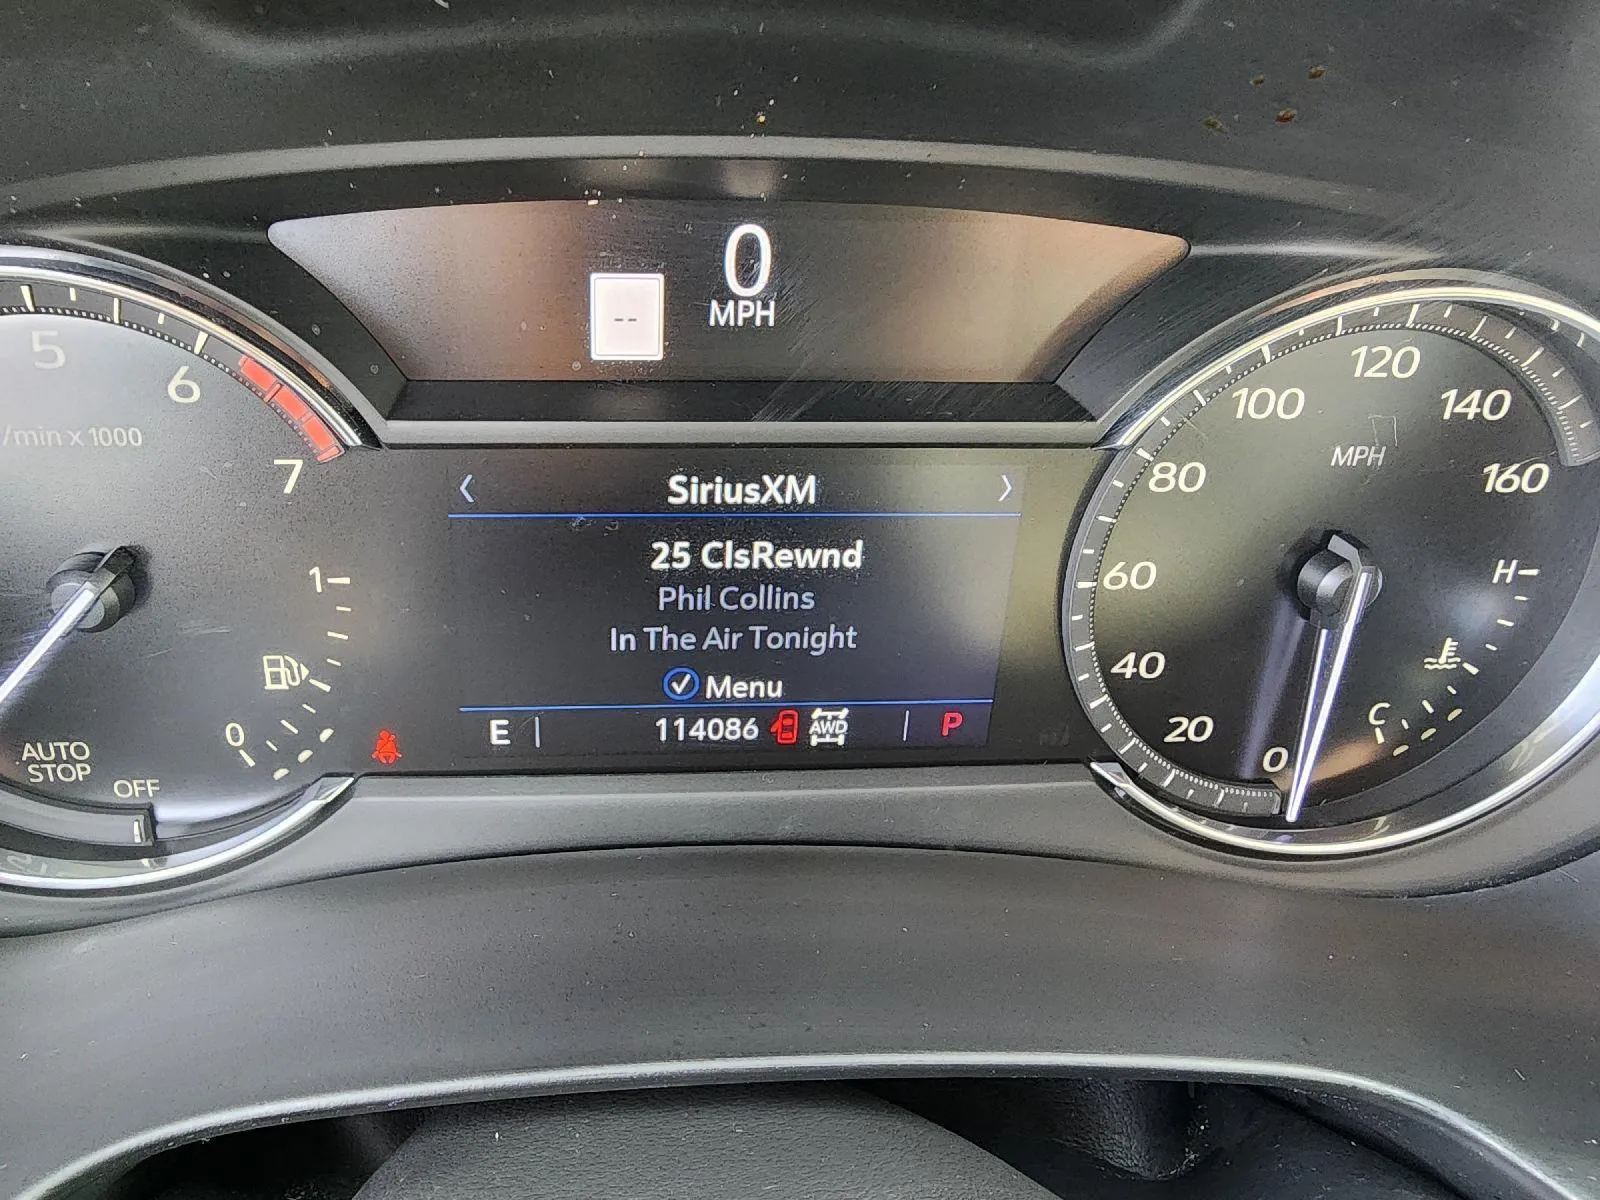 0
MPH
--
5
6
7
/min x 1000
1
0
AUTO
STOP
OFF
SiriusXM
25 ClsRewnd
Phil Collins
In The Air Tonight
Menu
E
114086
AWD
P
0
20
40
60
80
100
120
140
160
MPH
H
C